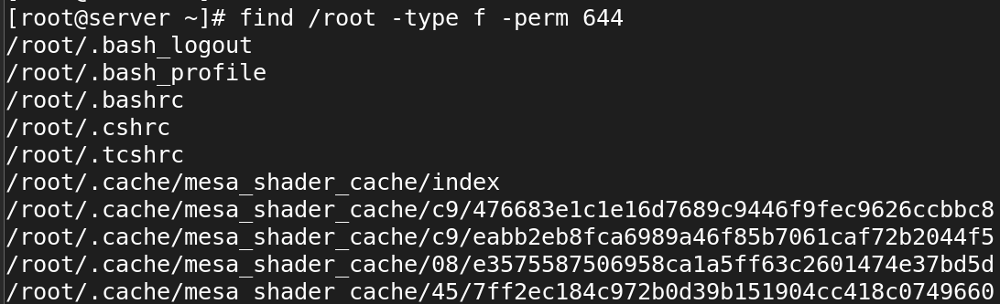 [root@server ~]# find /root -type f -perm 644
/root/.bash_logout
/root/.bash_profile
/root/.bashrc
/root/.cshrc
/root/.tcshrc
/root/.cache/mesa_shader_cache/index
/root/.cache/mesa_shader_cache/c9/476683e1c1e16d7689c9446f9fec9626ccbbc8
/root/.cache/mesa_shader_cache/c9/eabb2eb8fca6989a46f85b7061caf72b2044f5
/root/.cache/mesa_shader_cache/08/e3575587506958ca1a5ff63c2601474e37bd5d
/root/.cache/mesa_shader_cache/45/7ff2ec184c972b0d39b151904cc418c0749660